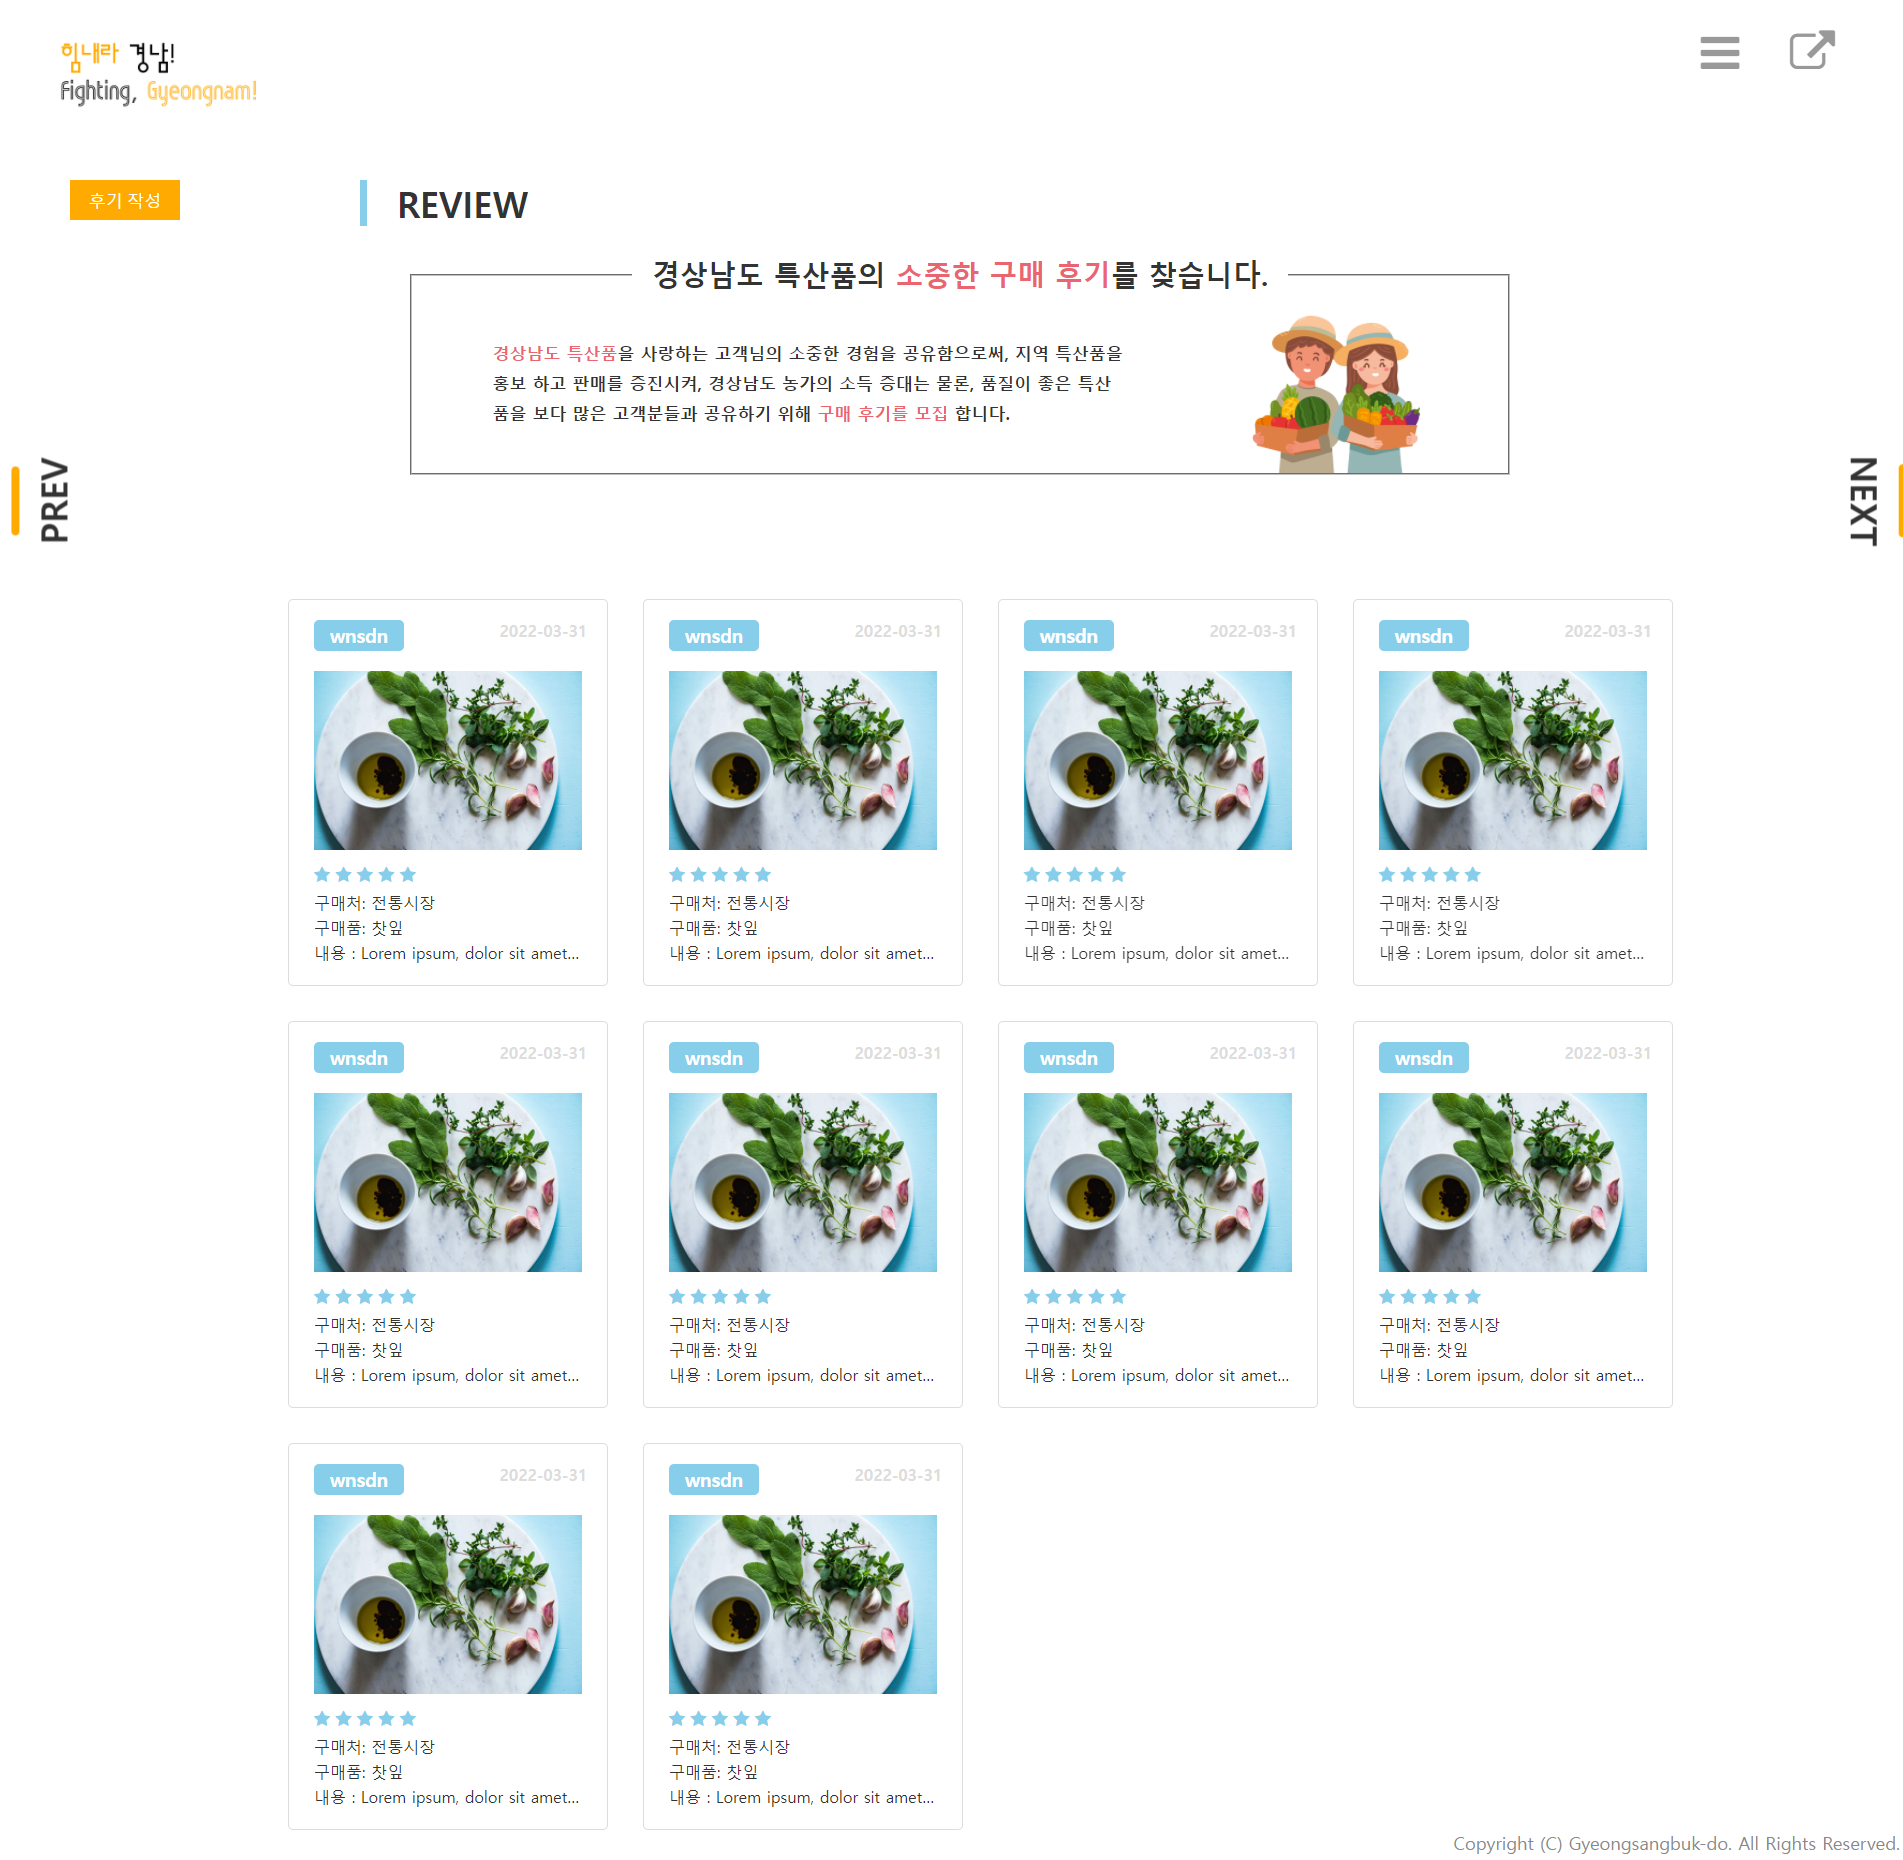 힘내라 경남!
Fighting, Gyeongnam!
후기 작성
REVIEW
경상남도 특산품의 소중한 구매 후기를 찾습니다.
경상남도 특산품을 사랑하는 고객님의 소중한 경험을 공유함으로써, 지역 특산품을
홍보 하고 판매를 증진시켜, 경상남도 농가의 소득 증대는 물론, 품질이 좋은 특산
품을 보다 많은 고객분들과 공유하기 위해 구매 후기를 모집 합니다.
PREV
NEXT
wnsdn 2022-03-31
구매처: 전통시장
구매품: 찻잎
내용 : Lorem ipsum, dolor sit amet...
wnsdn 2022-03-31
구매처: 전통시장
구매품: 찻잎
내용 : Lorem ipsum, dolor sit amet...
wnsdn 2022-03-31
구매처: 전통시장
구매품: 찻잎
내용 : Lorem ipsum, dolor sit amet...
wnsdn 2022-03-31
구매처: 전통시장
구매품: 찻잎
내용 : Lorem ipsum, dolor sit amet...
wnsdn 2022-03-31
구매처: 전통시장
구매품: 찻잎
내용 : Lorem ipsum, dolor sit amet...
wnsdn 2022-03-31
구매처: 전통시장
구매품: 찻잎
내용 : Lorem ipsum, dolor sit amet...
wnsdn 2022-03-31
구매처: 전통시장
구매품: 찻잎
내용 : Lorem ipsum, dolor sit amet...
wnsdn 2022-03-31
구매처: 전통시장
구매품: 찻잎
내용 : Lorem ipsum, dolor sit amet...
wnsdn 2022-03-31
구매처: 전통시장
구매품: 찻잎
내용 : Lorem ipsum, dolor sit amet...
wnsdn 2022-03-31
구매처: 전통시장
구매품: 찻잎
내용 : Lorem ipsum, dolor sit amet...
Copyright (C) Gyeongsangbuk-do. All Rights Reserved.